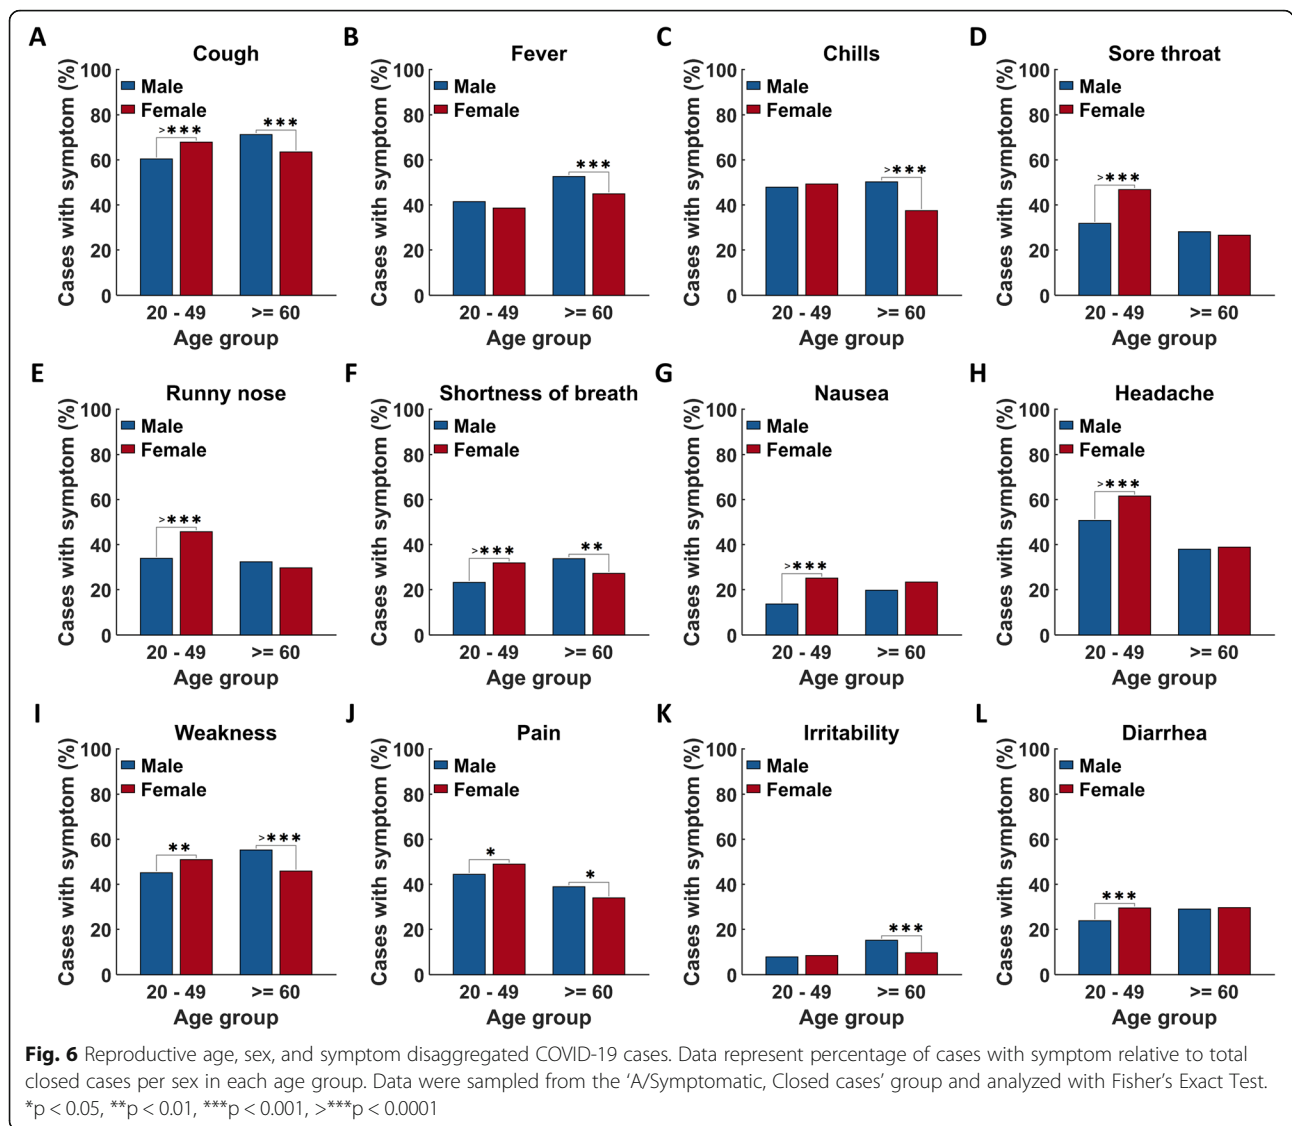 A
Cough
Cases with symptom (%)
100
80
60
40
20
0
Male
Female
>***
***
20 - 49
>= 60
Age group
B
Fever
Cases with symptom (%)
100
80
60
40
20
0
Male
Female
***
20 - 49
>= 60
Age group
C
Chills
Cases with symptom (%)
100
80
60
40
20
0
Male
Female
>***
20 - 49
>= 60
Age group
D
Sore throat
Cases with symptom (%)
100
80
60
40
20
0
Male
Female
>***
20 - 49
>= 60
Age group
E
Runny nose
Cases with symptom (%)
100
80
60
40
20
0
Male
Female
>***
20 - 49
>= 60
Age group
F
Shortness of breath
Cases with symptom (%)
100
80
60
40
20
0
Male
Female
>***
**
20 - 49
>= 60
Age group
G
Nausea
Cases with symptom (%)
100
80
60
40
20
0
Male
Female
>***
20 - 49
>= 60
Age group
H
Headache
Cases with symptom (%)
100
80
60
40
20
0
Male
Female
>***
20 - 49
>= 60
Age group
I
Weakness
Cases with symptom (%)
100
80
60
40
20
0
Male
Female
**
>***
20 - 49
>= 60
Age group
J
Pain
Cases with symptom (%)
100
80
60
40
20
0
Male
Female
*
*
20 - 49
>= 60
Age group
K
Irritability
Cases with symptom (%)
100
80
60
40
20
0
Male
Female
***
20 - 49
>= 60
Age group
L
Diarrhea
Cases with symptom (%)
100
80
60
40
20
0
Male
Female
***
20 - 49
>= 60
Age group
Fig. 6 Reproductive age, sex, and symptom disaggregated COVID-19 cases. Data represent percentage of cases with symptom relative to total
closed cases per sex in each age group. Data were sampled from the ‘A/Symptomatic, Closed cases’ group and analyzed with Fisher’s Exact Test.
*p < 0.05, **p < 0.01, ***p < 0.001, >***p < 0.0001